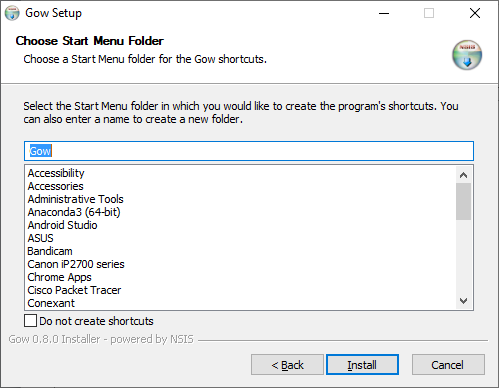 Gow Setup
Choose Start Menu Folder
Choose a Start Menu folder for the Gow shortcuts.
Select the Start Menu folder in which you would like to create the program's shortcuts. You
can also enter a name to create a new folder.
Gow
Accessibility
Accessories
Administrative Tools
Anaconda3 (64-bit)
Android Studio
ASUS
Bandicam
Canon iP2700 series
Chrome Apps
Cisco Packet Tracer
Conexant
Do not create shortcuts
Gow 0.8.0 Installer - powered by NSIS
< Back
Install
Cancel